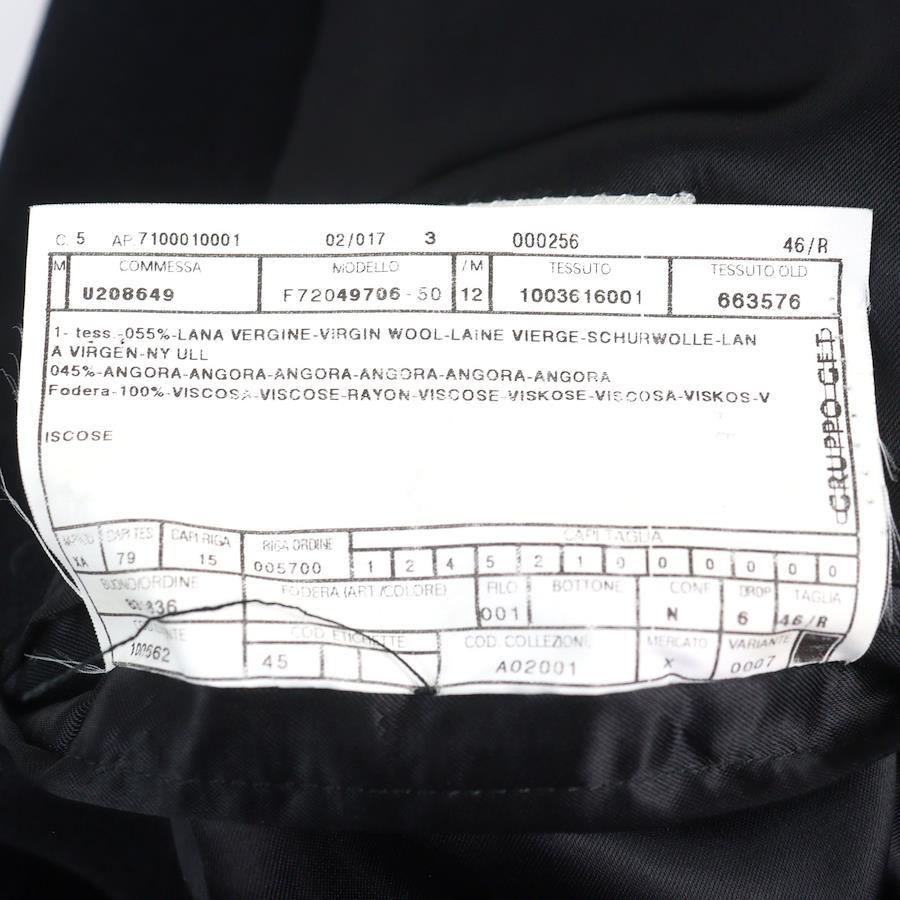 C. 5 AP. 7100010001 02/017 3 000256 46/R
M COMMESSA MODELLO /M TESSUTO TESSUTO OLD
U208649 F72049706-50 12 1003616001 663576
1- tess.-055%-LANA VERGINE-VIRGIN WOOL-LAINE VIERGE-SCHURWOLLE-LAN
A VIRGEN-NY ULL
045%-ANGORA-ANGORA-ANGORA-ANGORA-ANGORA-ANGORA
Fodera-100%-VISCOSA-VISCOSE-RAYON-VISCOSE-VISKOSE-VISCOSA-VISKOS-V
ISCOSE
GRUPPO GFT
CAPI TES CAPI RIGA RIGA ORDINE CAPI TAGLIA
XA 79 15 005700 1 2 4 5 2 1 0 0 0 0 0 0
BUONO/ORDINE FODERA (ART./COLORE) FILO BOTTONE CONF DROP TAGLIA
001 N 6 46/R
COD. ETICHETTE COD. COLLEZIONE MERCATO VARIANTE
100662 45 A02001 X 0007